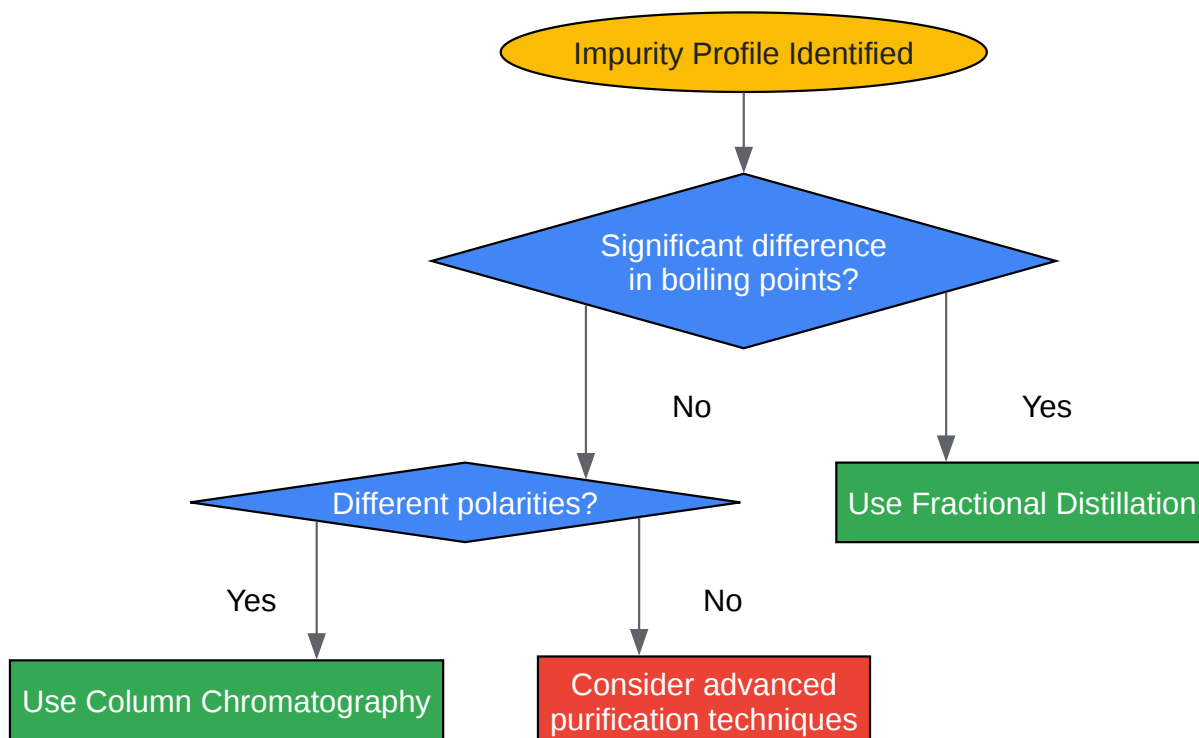 Impurity Profile Identified
Significant difference
in boiling points?
No
Yes
Different polarities?
Use Fractional Distillation
Yes
No
Use Column Chromatography
Consider advanced
purification techniques